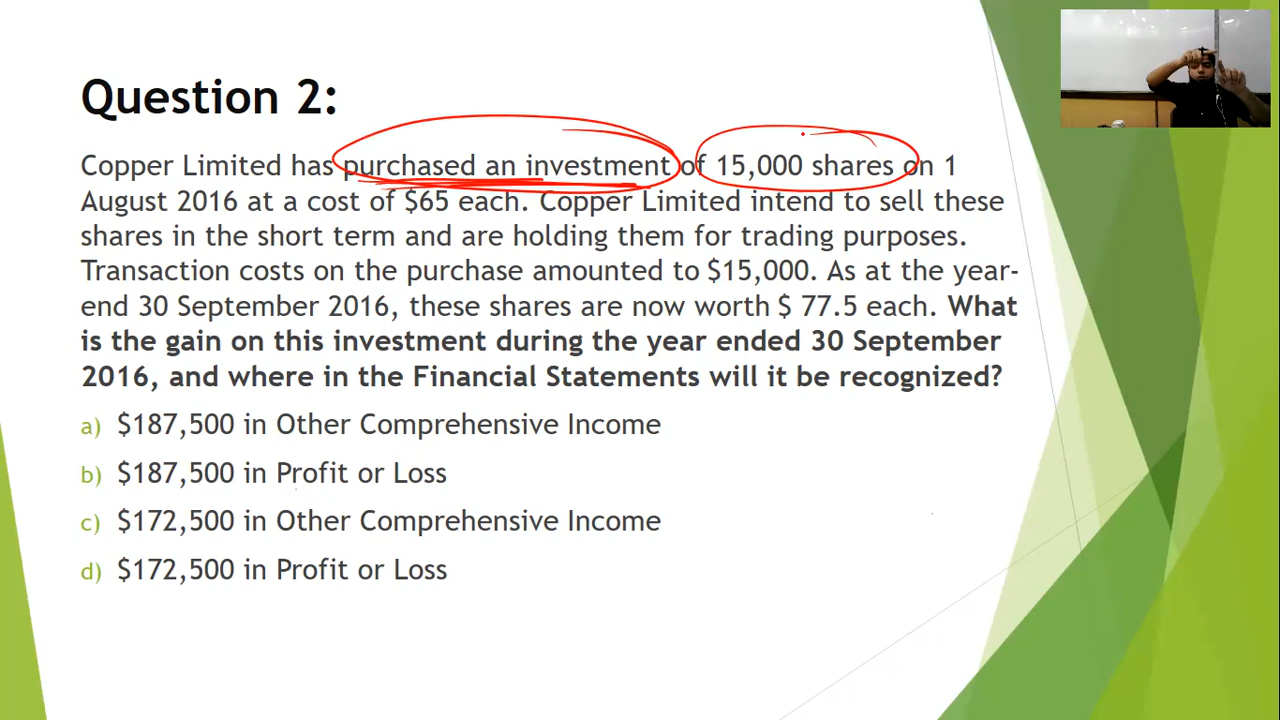 Question 2:
Copper Limited has purchased an investment of 15,000 shares on 1
August 2016 at a cost of $65 each. Copper Limited intend to sell these
shares in the short term and are holding them for trading purposes.
Transaction costs on the purchase amounted to $15,000. As at the year-
end 30 September 2016, these shares are now worth $ 77.5 each. What
is the gain on this investment during the year ended 30 September
2016, and where in the Financial Statements will it be recognized?
a) $187,500 in Other Comprehensive Income
b) $187,500 in Profit or Loss
c) $172,500 in Other Comprehensive Income
d) $172,500 in Profit or Loss